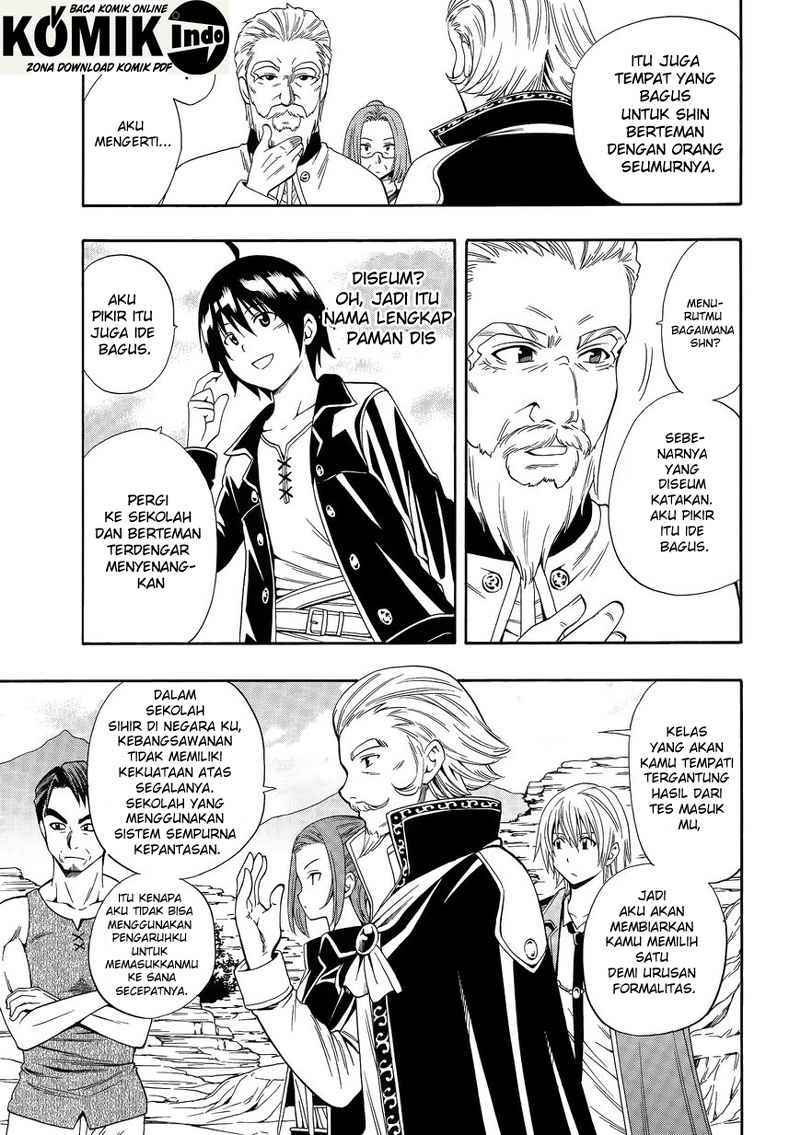 BACA KOMIK ONLINE
KOMIK Indo
ZONA DOWNLOAD KOMIK PDF
ITU JUGA
TEMPAT YANG
BAGUS
UNTUK SHIN
BERTEMAN
DENGAN ORANG
SEUMURNYA.
AKU
MENGERTI...
MENU-
RUTMU
BAGAIMANA
SHN?
SEBE-
NARNYA
YANG
DISEUM
KATAKAN.
AKU PIKIR
ITU IDE
BAGUS.
DISEUM?
OH, JADI ITU
NAMA LENGKAP
PAMAN DIS
AKU
PIKIR ITU
JUGA IDE
BAGUS.
PERGI
KE SEKOLAH
DAN BERTEMAN
TERDENGAR
MENYENANG-
KAN
KELAS
YANG AKAN
KAMU TEMPATI
TERGANTUNG
HASIL DARI
TES MASUK
MU,
JADI
AKU AKAN
MEMBIARKAN
KAMU MEMILIH
SATU
DEMI URUSAN
FORMALITAS.
DALAM
SEKOLAH
SIHIR DI NEGARA KU,
KEBANGSAWANAN
TIDAK MEMILIKI
KEKUATAAN ATAS
SEGALANYA.
SEKOLAH YANG
MENGGUNAKAN
SISTEM SEMPURNA
KEPANTASAN.
ITU KENAPA
AKU TIDAK BISA
MENGGUNAKAN
PENGARUHKU
UNTUK
MEMASUKKANMU
KE SANA
SECEPATNYA.